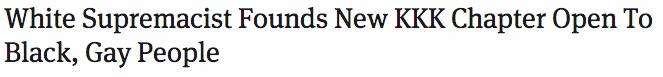 White Supremacist Founds New KKK Chapter Open To
Black, Gay People